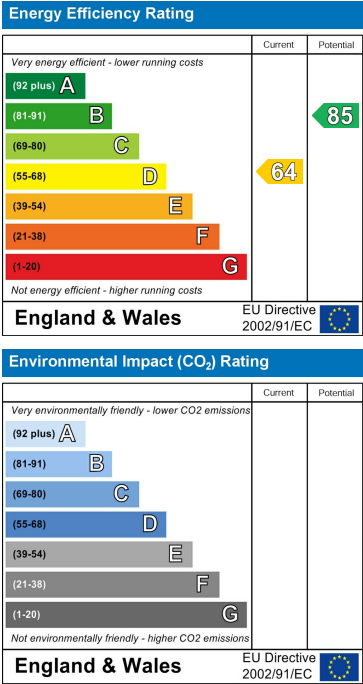 Energy Efficiency Rating
Current Potential
Very energy efficient - lower running costs
(92 plus) A
(81-91) B
85
(69-80) C
(55-68) D
64
(39-54) E
(21-38) F
(1-20) G
Not energy efficient - higher running costs
England & Wales
EU Directive
2002/91/EC
Environmental Impact (CO₂) Rating
Current Potential
Very environmentally friendly - lower CO2 emissions
(92 plus) A
(81-91) B
(69-80) C
(55-68) D
(39-54) E
(21-38) F
(1-20) G
Not environmentally friendly - higher CO2 emissions
England & Wales
EU Directive
2002/91/EC